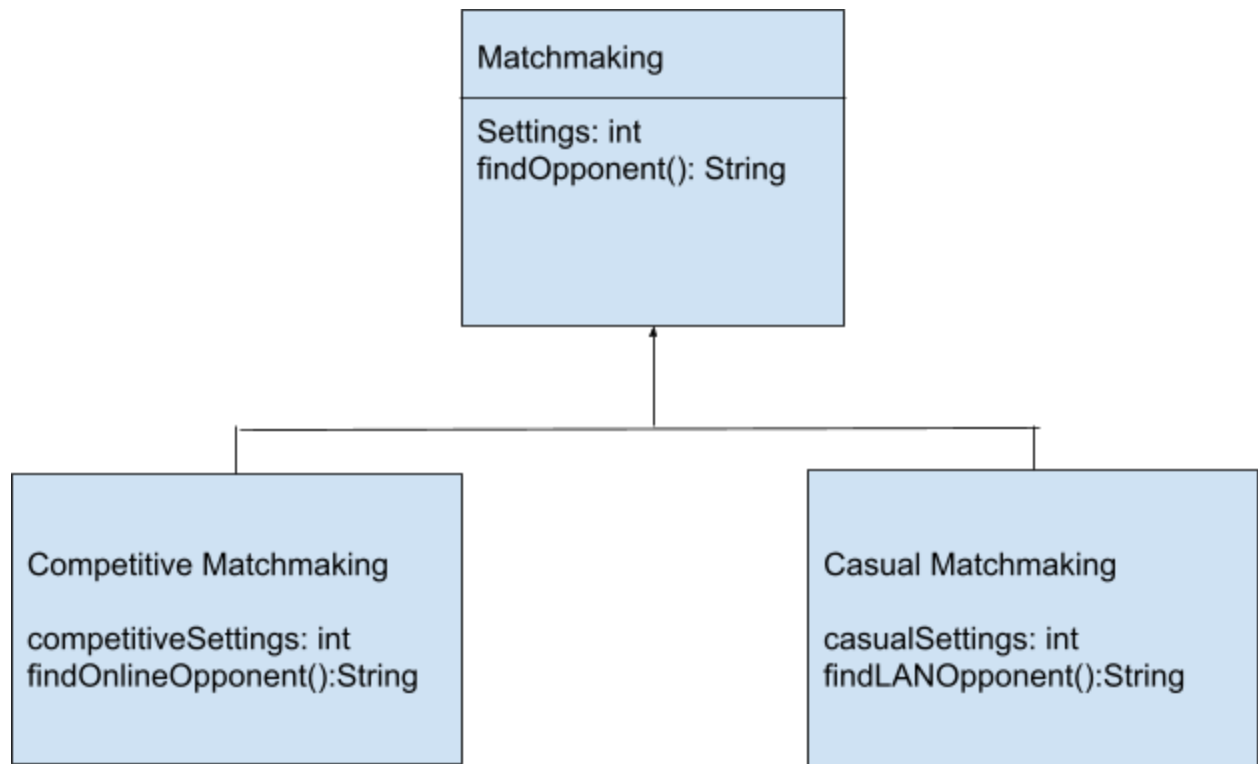 Matchmaking
Settings: int
findOpponent(): String
Competitive Matchmaking
competitiveSettings: int
findOnlineOpponent():String
Casual Matchmaking
casualSettings: int
findLANOpponent():String